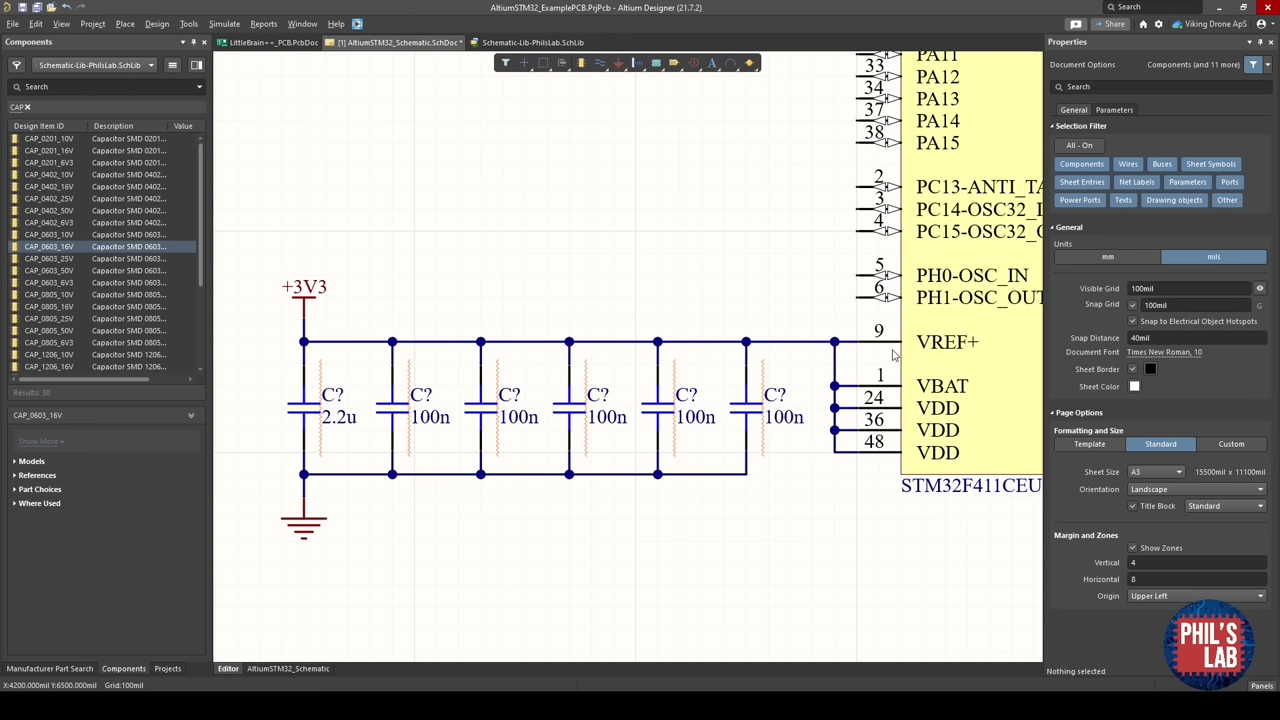 AltiumSTM32_ExamplePCB.PrjPcb - Altium Designer (21.7.2)
Search
File Edit View Project Place Design Tools Simulate Reports Window Help
Share
Viking Drone ApS
Components
LittleBrain++_PCB.PcbDoc
[1] AltiumSTM32_Schematic.SchDoc *
Schematic-Lib-PhilsLab.SchLib
Properties
Schematic-Lib-PhilsLab.SchLib
Document Options
Components (and 11 more)
Search
Search
CAP
General
Parameters
Design Item ID Description Value
Selection Filter
CAP_0201_10V Capacitor SMD 0201...
CAP_0201_16V Capacitor SMD 0201...
CAP_0201_6V3 Capacitor SMD 0201...
CAP_0402_10V Capacitor SMD 0402...
CAP_0402_16V Capacitor SMD 0402...
CAP_0402_25V Capacitor SMD 0402...
CAP_0402_50V Capacitor SMD 0402...
CAP_0402_6V3 Capacitor SMD 0402...
CAP_0603_10V Capacitor SMD 0603...
CAP_0603_16V Capacitor SMD 0603...
CAP_0603_25V Capacitor SMD 0603...
CAP_0603_50V Capacitor SMD 0603...
CAP_0603_6V3 Capacitor SMD 0603...
CAP_0805_10V Capacitor SMD 0805...
CAP_0805_16V Capacitor SMD 0805...
CAP_0805_25V Capacitor SMD 0805...
CAP_0805_50V Capacitor SMD 0805...
CAP_0805_6V3 Capacitor SMD 0805...
CAP_1206_10V Capacitor SMD 1206...
CAP_1206_16V Capacitor SMD 1206...
Results: 30
CAP_0603_16V
Show More
Models
References
Part Choices
Where Used
PA11
33 PA12
34 PA13
37 PA14
38 PA15
2 PC13-ANTI_TA
3 PC14-OSC32_I
4 PC15-OSC32_O
5 PH0-OSC_IN
6 PH1-OSC_OUT
+3V3
9 VREF+
1 VBAT
24 VDD
36 VDD
48 VDD
C? C? C? C? C? C?
2.2u 100n 100n 100n 100n 100n
STM32F411CEU
All - On
Components Wires Buses Sheet Symbols
Sheet Entries Net Labels Parameters Ports
Power Ports Texts Drawing objects Other
General
Units
mm mils
Visible Grid 100mil
Snap Grid 100mil G
Snap to Electrical Object Hotspots
Snap Distance 40mil
Document Font Times New Roman, 10
Sheet Border
Sheet Color
Page Options
Formatting and Size
Template Standard Custom
Sheet Size A3 15500mil x 11100mil
Orientation Landscape
Title Block Standard
Margin and Zones
Show Zones
Vertical 4
Horizontal 8
Origin Upper Left
PHIL'S
LAB
Nothing selected
Manufacturer Part Search Components Projects
Editor AltiumSTM32_Schematic
X:4200.000mil Y:6500.000mil Grid:100mil
Panels